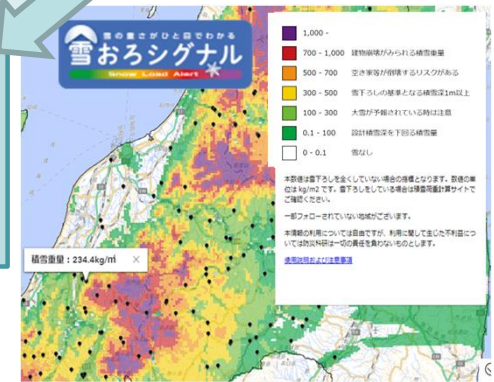 雪の重さがひと目でわかる
雪おろシグナル
Snow Load Alert
1,000 -
700 - 1,000 建物崩壊がみられる積雪重量
500 - 700 空き家等が倒壊するリスクがある
300 - 500 雪下ろしの基準となる積雪深1m以上
100 - 300 大雪が予報されている時は注意
0.1 - 100 設計積雪深を下回る積雪量
0 - 0.1 雪なし
本数値は雪下ろしを全くしていない場合の指標となります。数値の単
位は kg/m2 です。雪下ろしをしている場合は積雪荷重計算サイトで
ご確認ください。
一部フォローされていない地域がございます。
本情報の利用については自由ですが、利用に関して生じた不利益につ
いては防災科研は一切の責任を負わないものとします。
使用説明および注意事項
積雪重量：234.4kg/㎡ ×